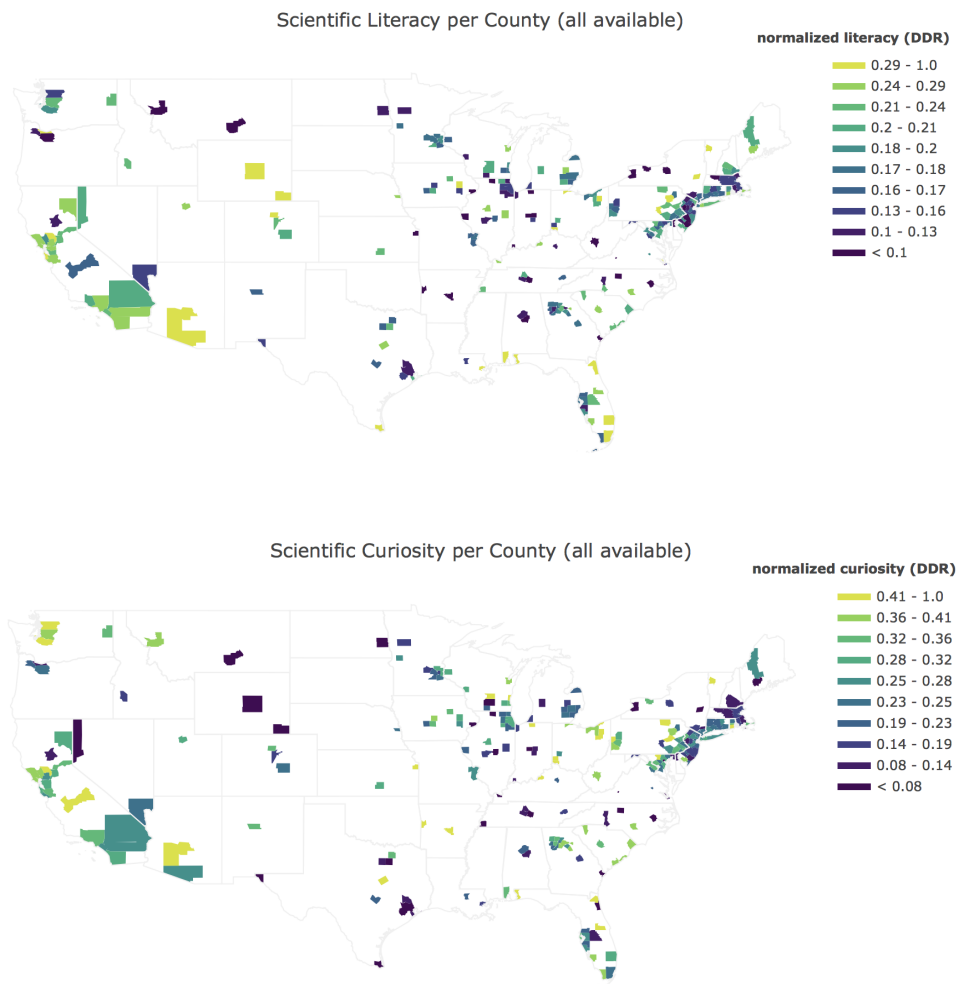 Scientific Literacy per County (all available)
normalized literacy (DDR)
0.29 - 1.0
0.24 - 0.29
0.21 - 0.24
0.2 - 0.21
0.18 - 0.2
0.17 - 0.18
0.16 - 0.17
0.13 - 0.16
0.1 - 0.13
< 0.1
Scientific Curiosity per County (all available)
normalized curiosity (DDR)
0.41 - 1.0
0.36 - 0.41
0.32 - 0.36
0.28 - 0.32
0.25 - 0.28
0.23 - 0.25
0.19 - 0.23
0.14 - 0.19
0.08 - 0.14
< 0.08